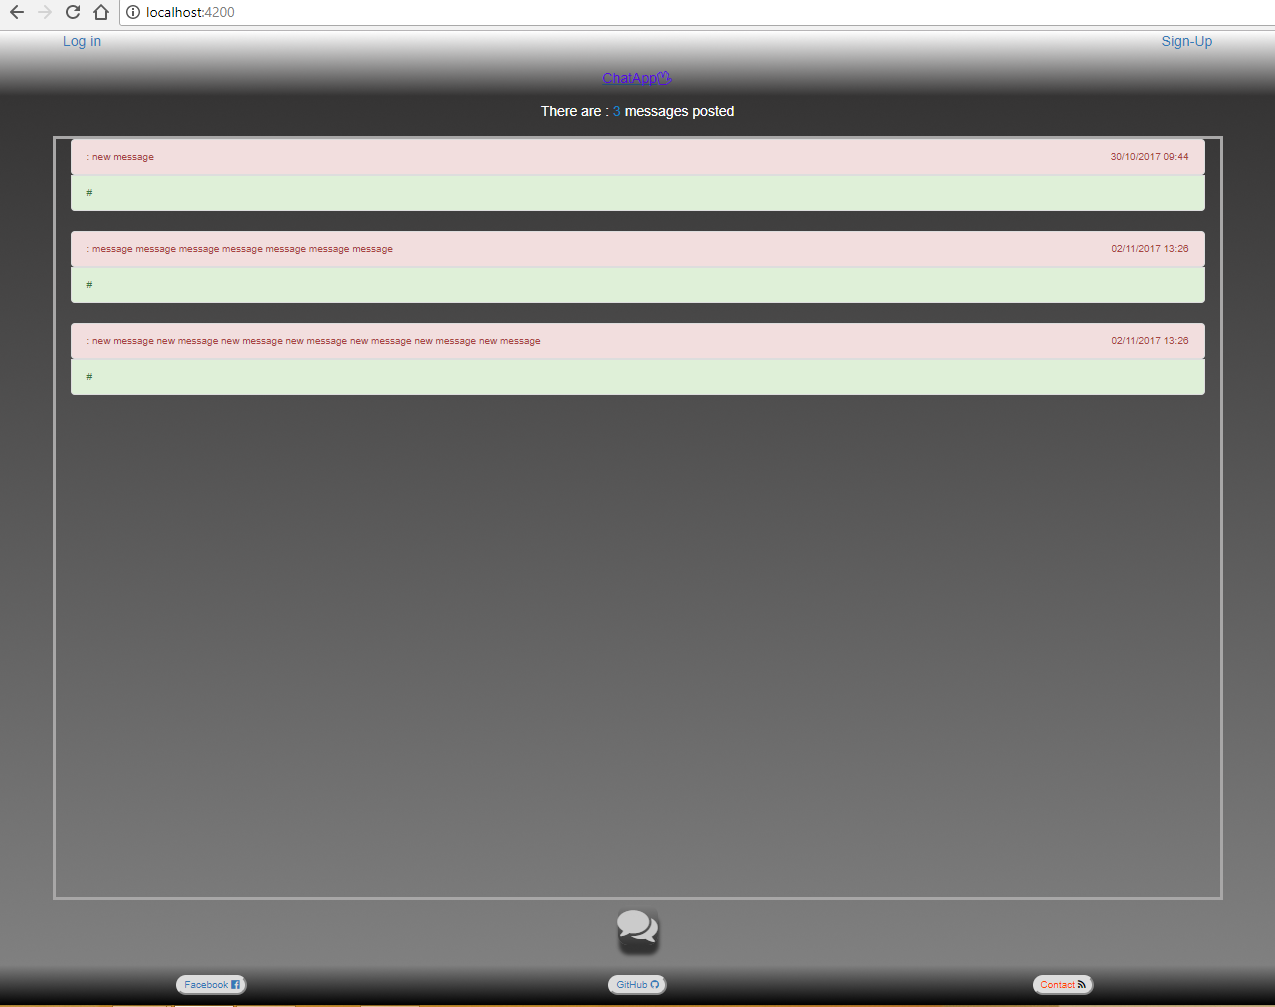 localhost:4200
Log in Sign-Up
ChatApp
There are : 3 messages posted
: new message 30/10/2017 09:44
#
: message message message message message message message 02/11/2017 13:26
#
: new message new message new message new message new message new message new message 02/11/2017 13:26
#
Facebook GitHub Contact